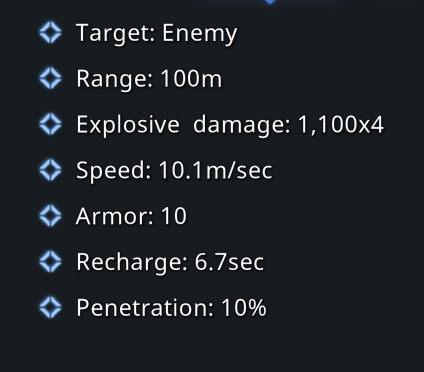 Target: Enemy
Range: 100m
Explosive  damage: 1,100x4
Speed: 10.1m/sec
Armor: 10
Recharge: 6.7sec
Penetration: 10%